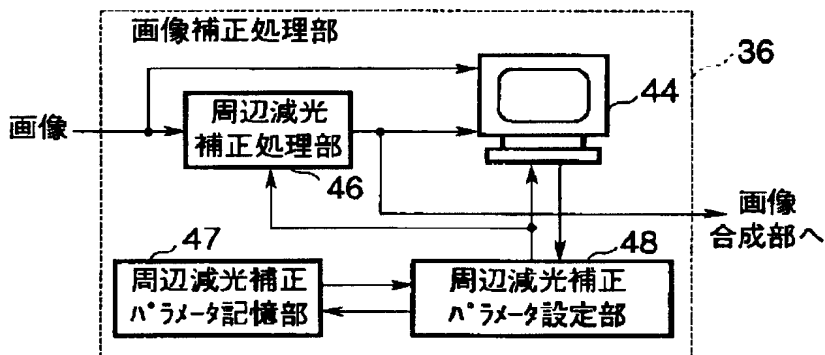 画像補正処理部
36
44
画像
周辺減光
補正処理部
46
画像
合成部へ
47
48
周辺減光補正
ﾊﾟﾗﾒｰﾀ記憶部
周辺減光補正
ﾊﾟﾗﾒｰﾀ設定部